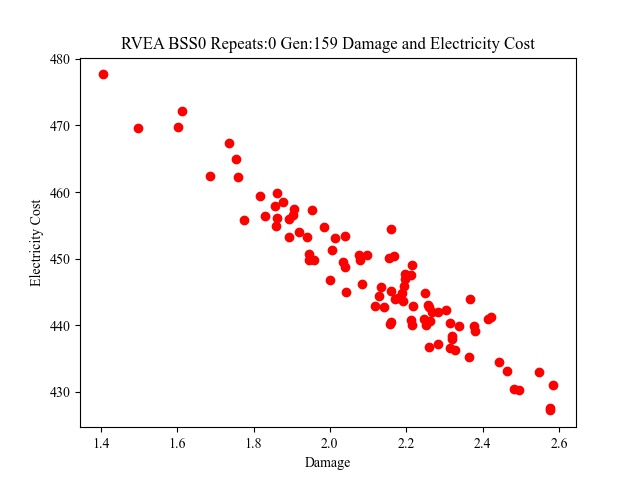 RVEA BSS0 Repeats:0 Gen:159 Damage and Electricity Cost
480
470
460
450
440
430
Electricity Cost
1.4 1.6 1.8 2.0 2.2 2.4 2.6
Damage